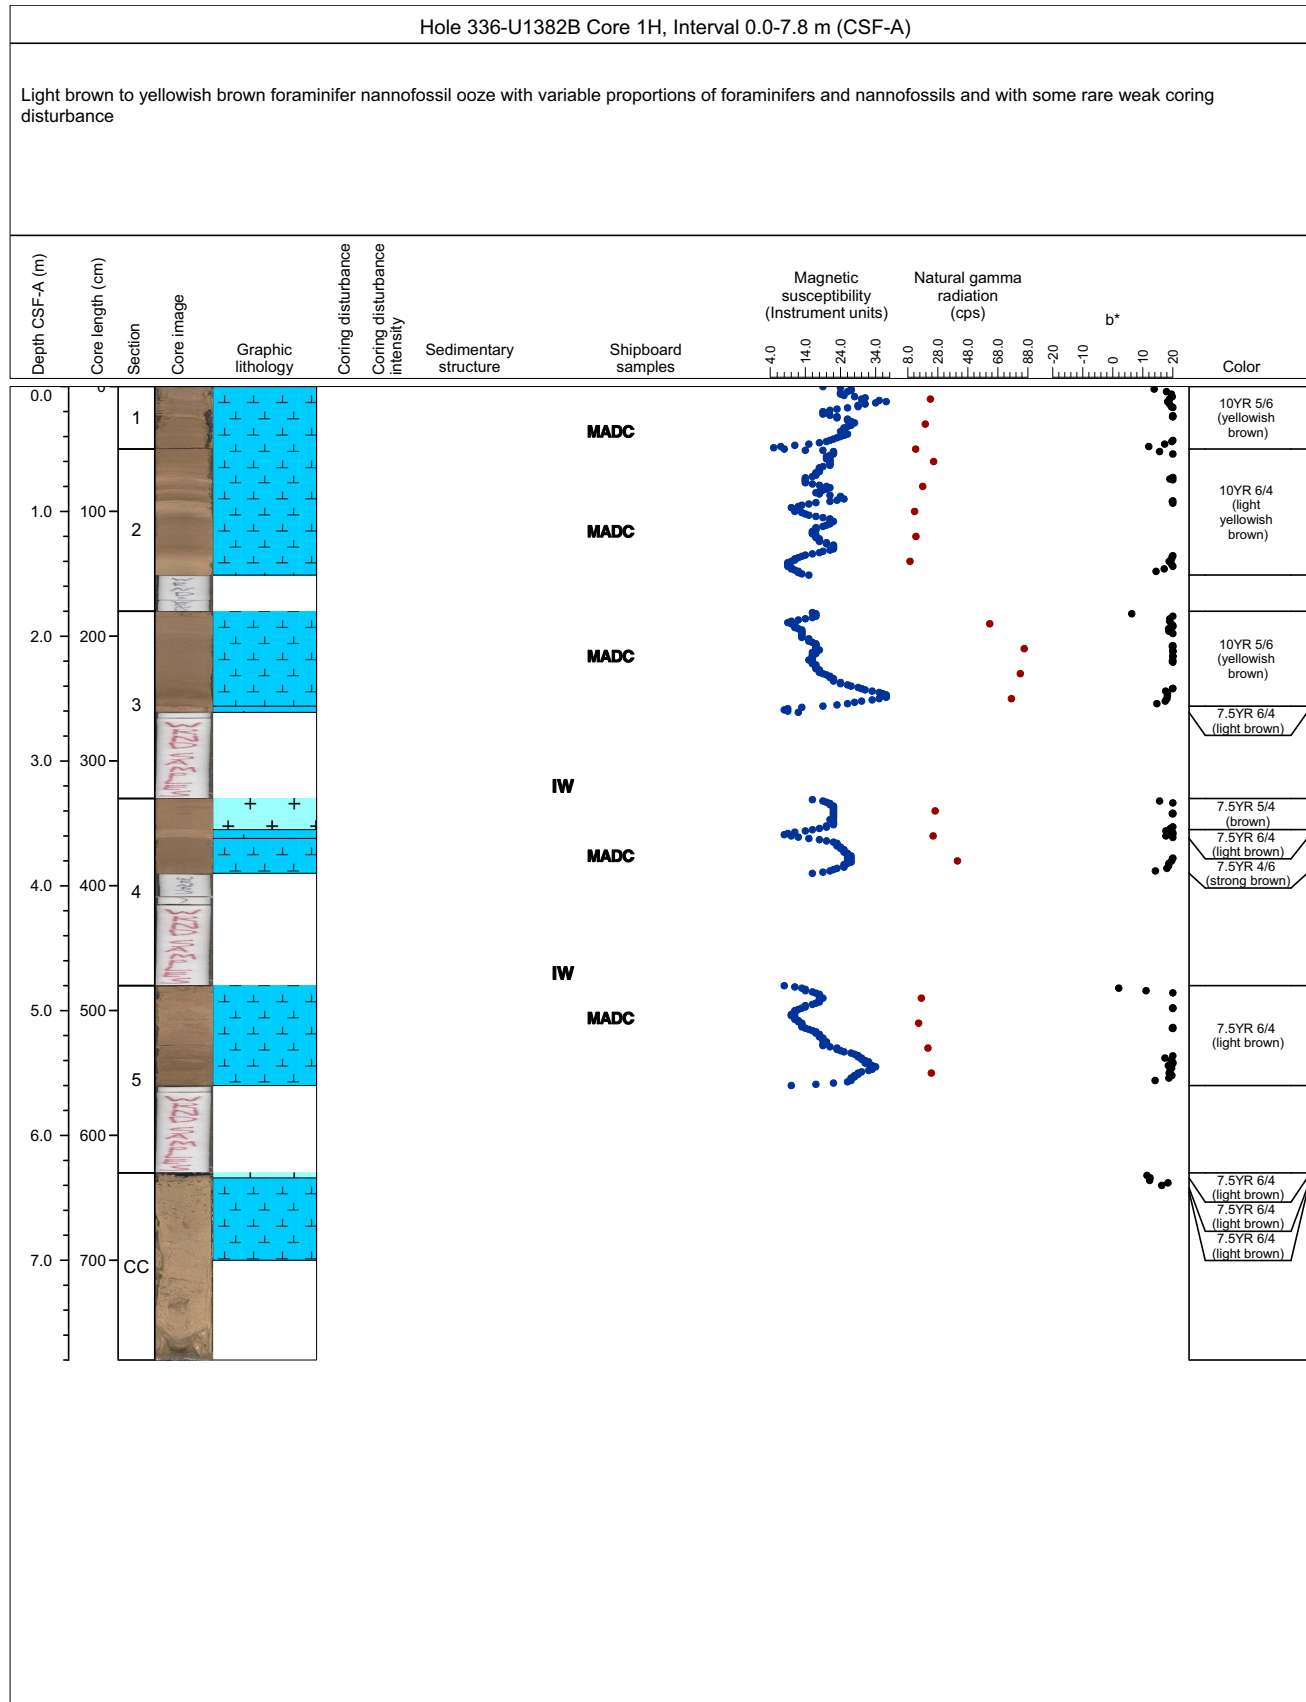 Hole 336-U1382B Core 1H, Interval 0.0-7.8 m (CSF-A)
Light brown to yellowish brown foraminifer nannofossil ooze with variable proportions of foraminifers and nannofossils and with some rare weak coring
disturbance
Depth CSF-A (m)
Core length (cm)
Section
Core image
Graphic
lithology
Coring disturbance
Coring disturbance
intensity
Sedimentary
structure
Shipboard
samples
Magnetic
susceptibility
(Instrument units)
4.0 14.0 24.0 34.0
Natural gamma
radiation
(cps)
8.0 28.0 48.0 68.0 88.0
b*
-20 -10 0 10 20
Color
0.0 0
1
MADC
10YR 5/6
(yellowish
brown)
1.0 100
2
MADC
10YR 6/4
(light
yellowish
brown)
2.0 200
3
MADC
10YR 5/6
(yellowish
brown)
7.5YR 6/4
(light brown)
3.0 300
IW
7.5YR 5/4
(brown)
7.5YR 6/4
(light brown)
7.5YR 4/6
(strong brown)
4.0 400
4
MADC
IW
5.0 500
5
MADC
7.5YR 6/4
(light brown)
6.0 600
7.5YR 6/4
(light brown)
7.5YR 6/4
(light brown)
7.5YR 6/4
(light brown)
7.0 700
CC